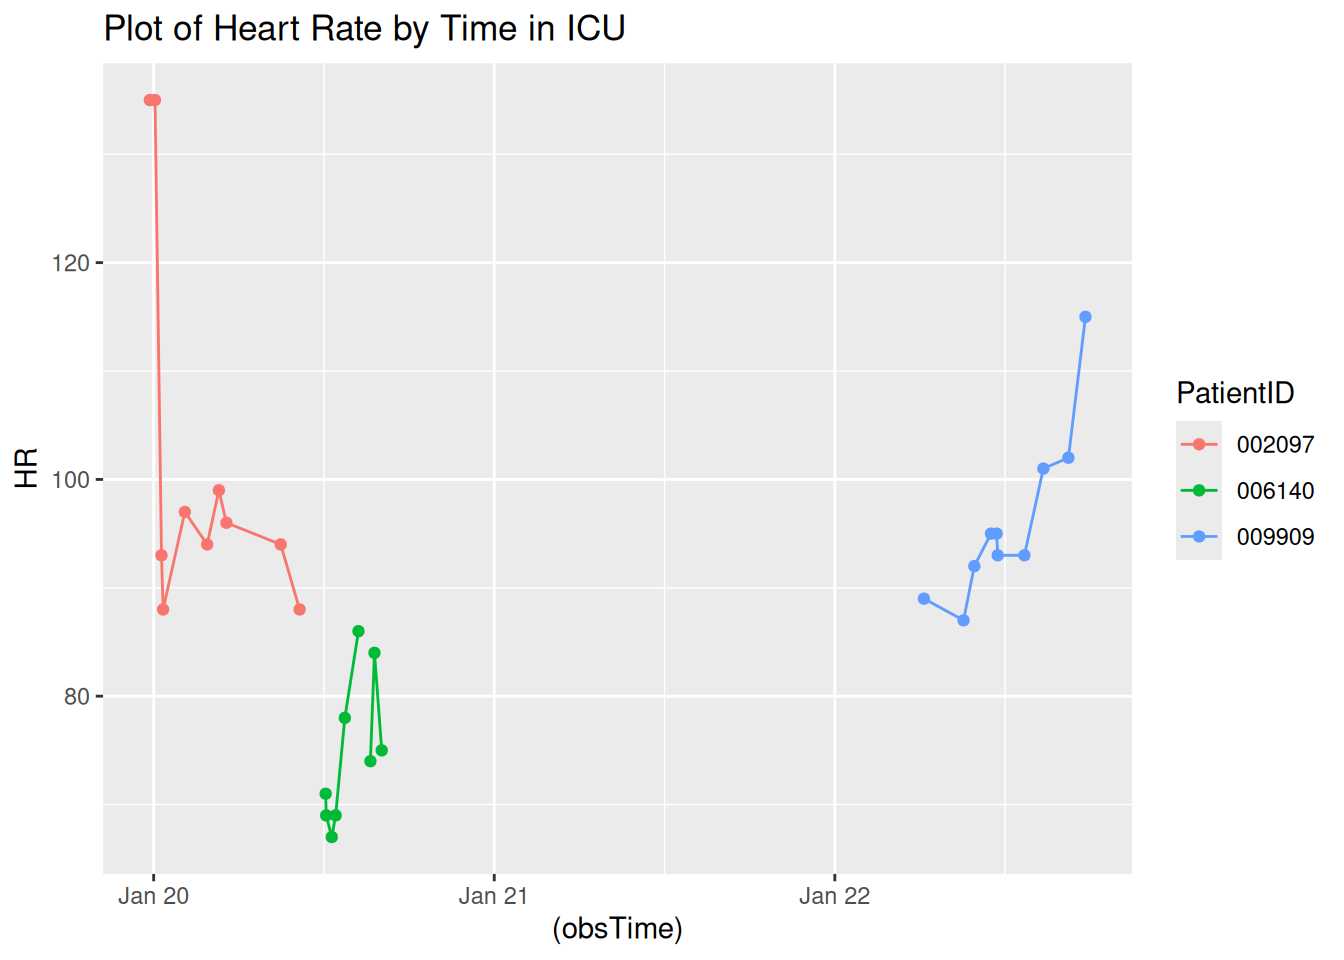 Plot of Heart Rate by Time in ICU
120
100
80
HR
Jan 20
Jan 21
Jan 22
(obsTime)
PatientID
002097
006140
009909